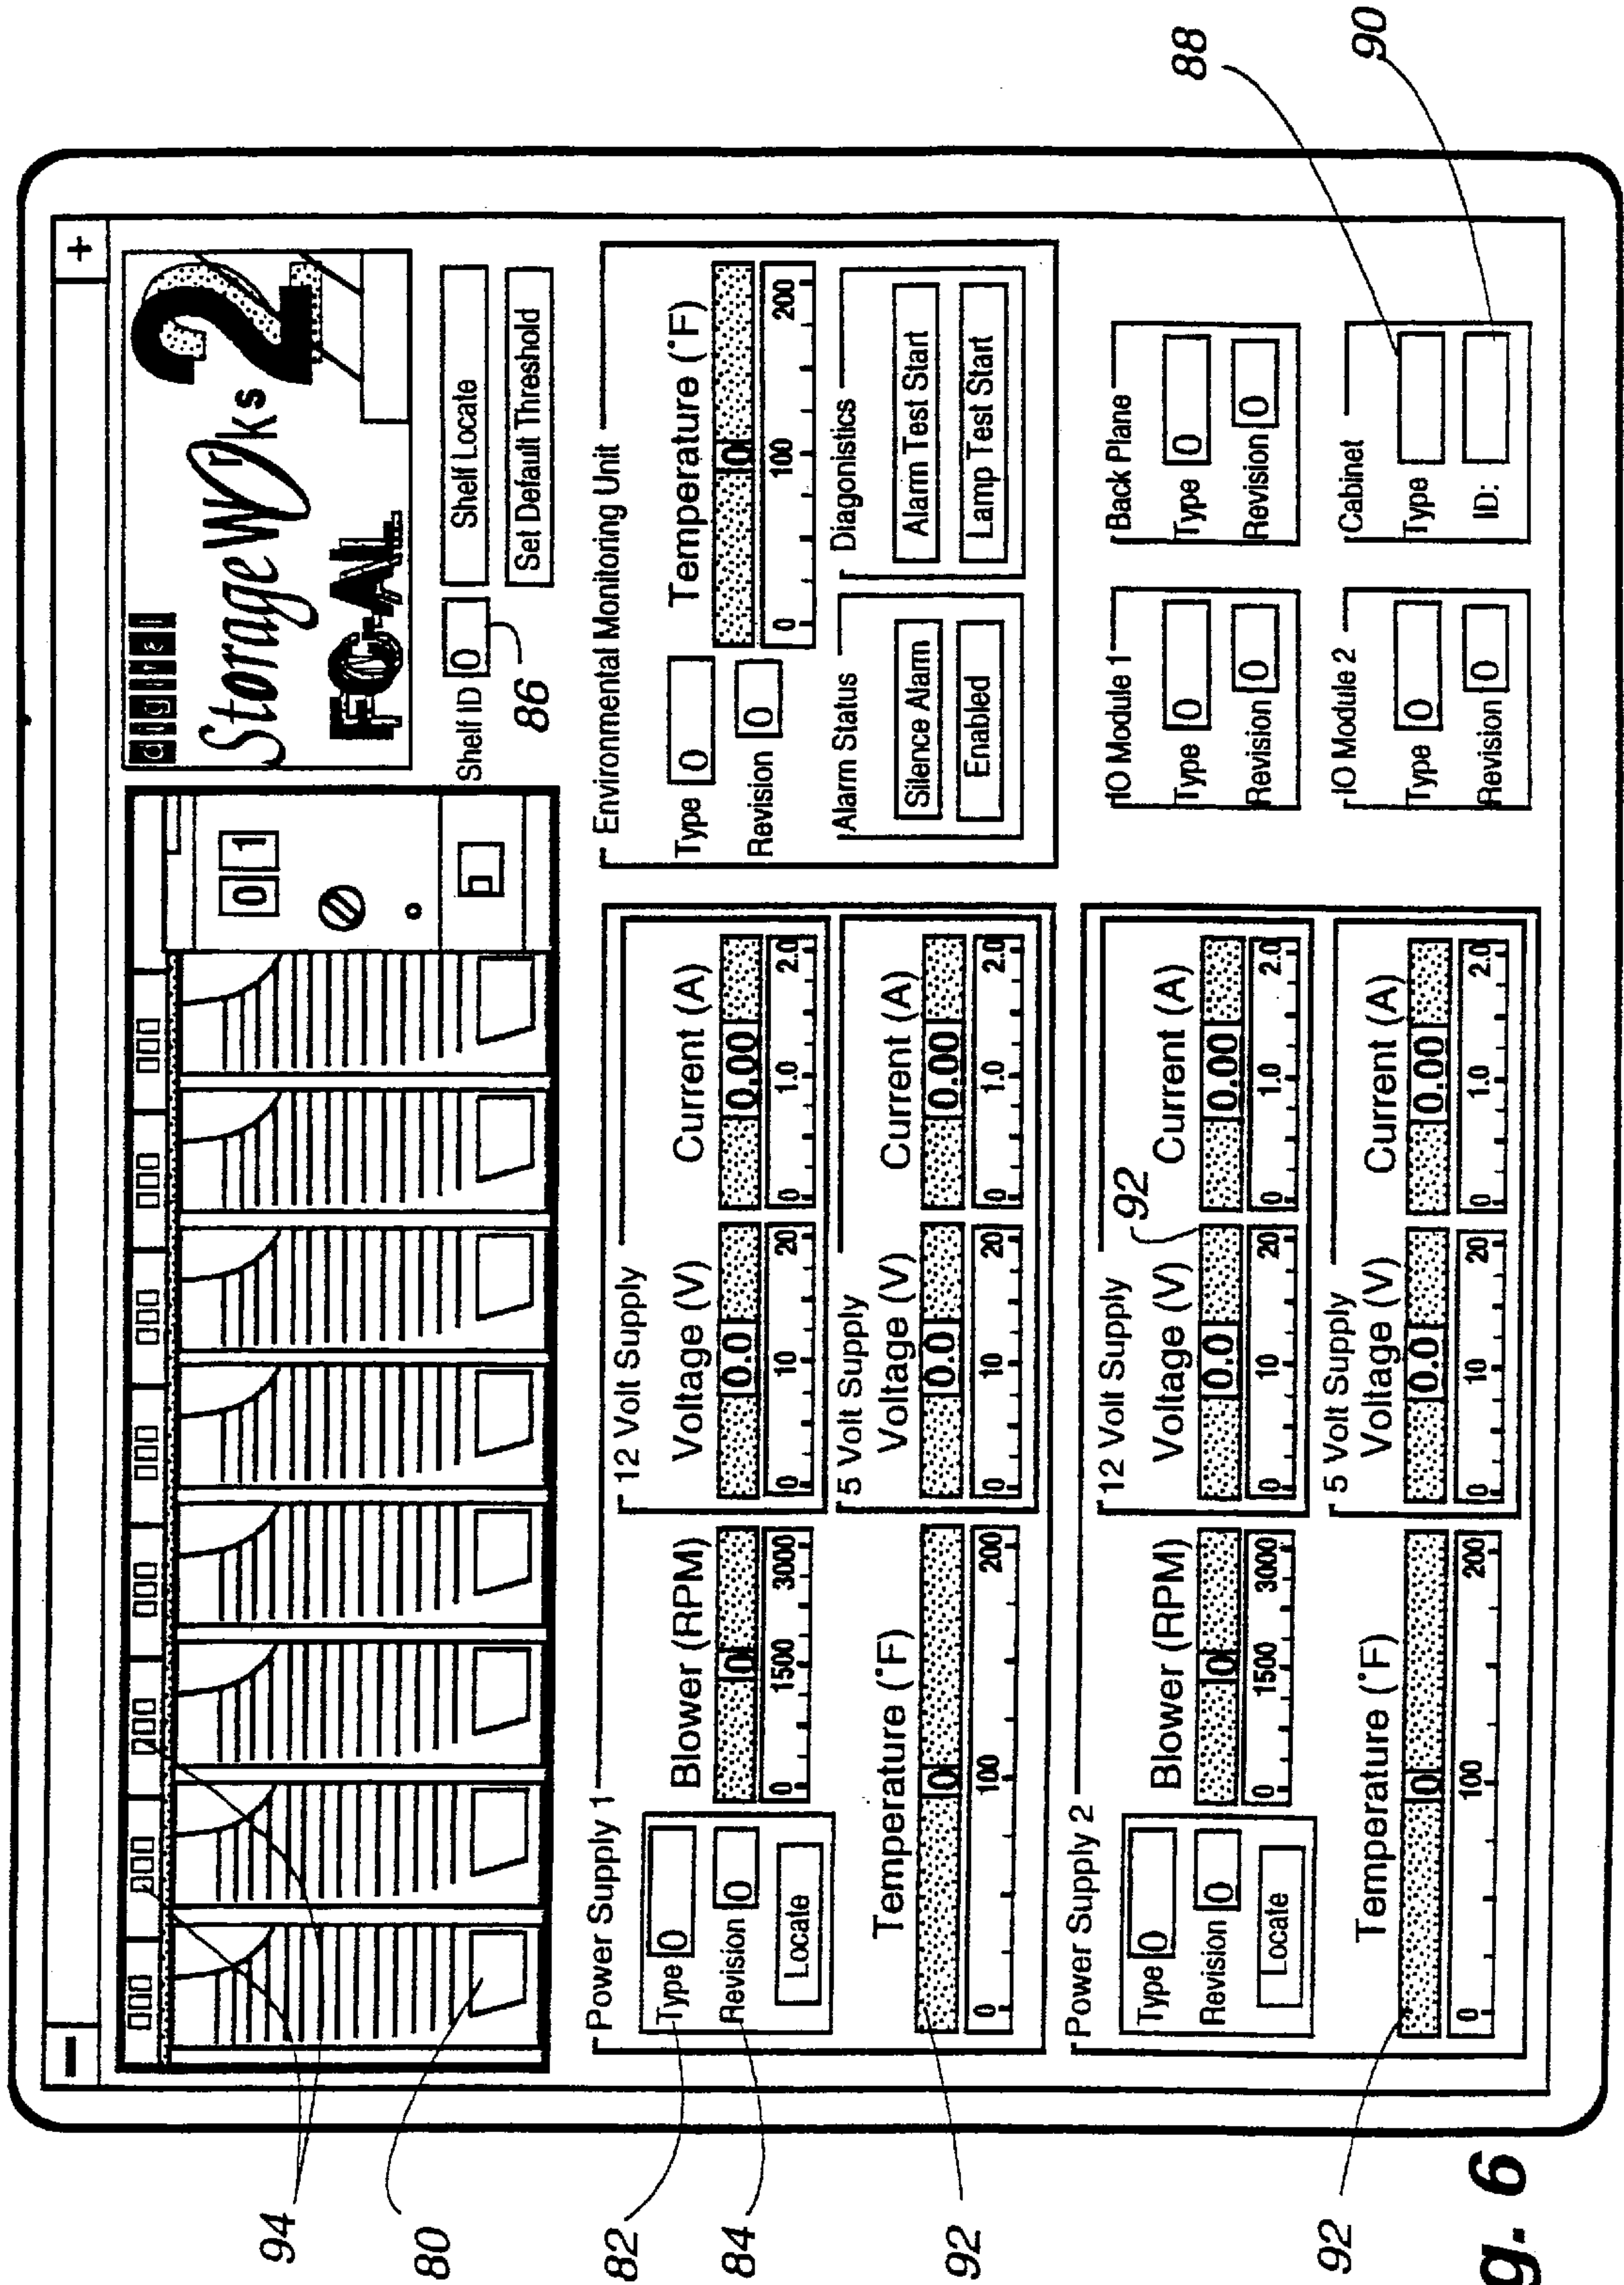 94
80
82
84
92
92
− +
0 1
digital
StorageWorks 2
FC-AL
Shelf ID 0
Shelf Locate
Set Default Threshold
86
Power Supply 1
Type 0
Revision 0
Locate
Blower (RPM)
0
0 1500 3000
Temperature (°F)
0
0 100 200
12 Volt Supply
Voltage (V) Current (A)
0.0 0.00
0 10 20 0 1.0 2.0
5 Volt Supply
Voltage (V) Current (A)
0.0 0.00
0 10 20 0 1.0 2.0
Environmental Monitoring Unit
Type 0
Revision 0
Temperature (°F)
0
0 100 200
Alarm Status
Silence Alarm
Enabled
Diagonistics
Alarm Test Start
Lamp Test Start
Power Supply 2
Type 0
Revision 0
Locate
Blower (RPM)
0
0 1500 3000
Temperature (°F)
0
0 100 200
12 Volt Supply
92
Voltage (V) Current (A)
0.0 0.00
0 10 20 0 1.0 2.0
5 Volt Supply
Voltage (V) Current (A)
0.0 0.00
0 10 20 0 1.0 2.0
IO Module 1
Type 0
Revision 0
Back Plane
Type 0
Revision 0
IO Module 2
Type 0
Revision 0
Cabinet
Type
ID:
88
90
g. 6